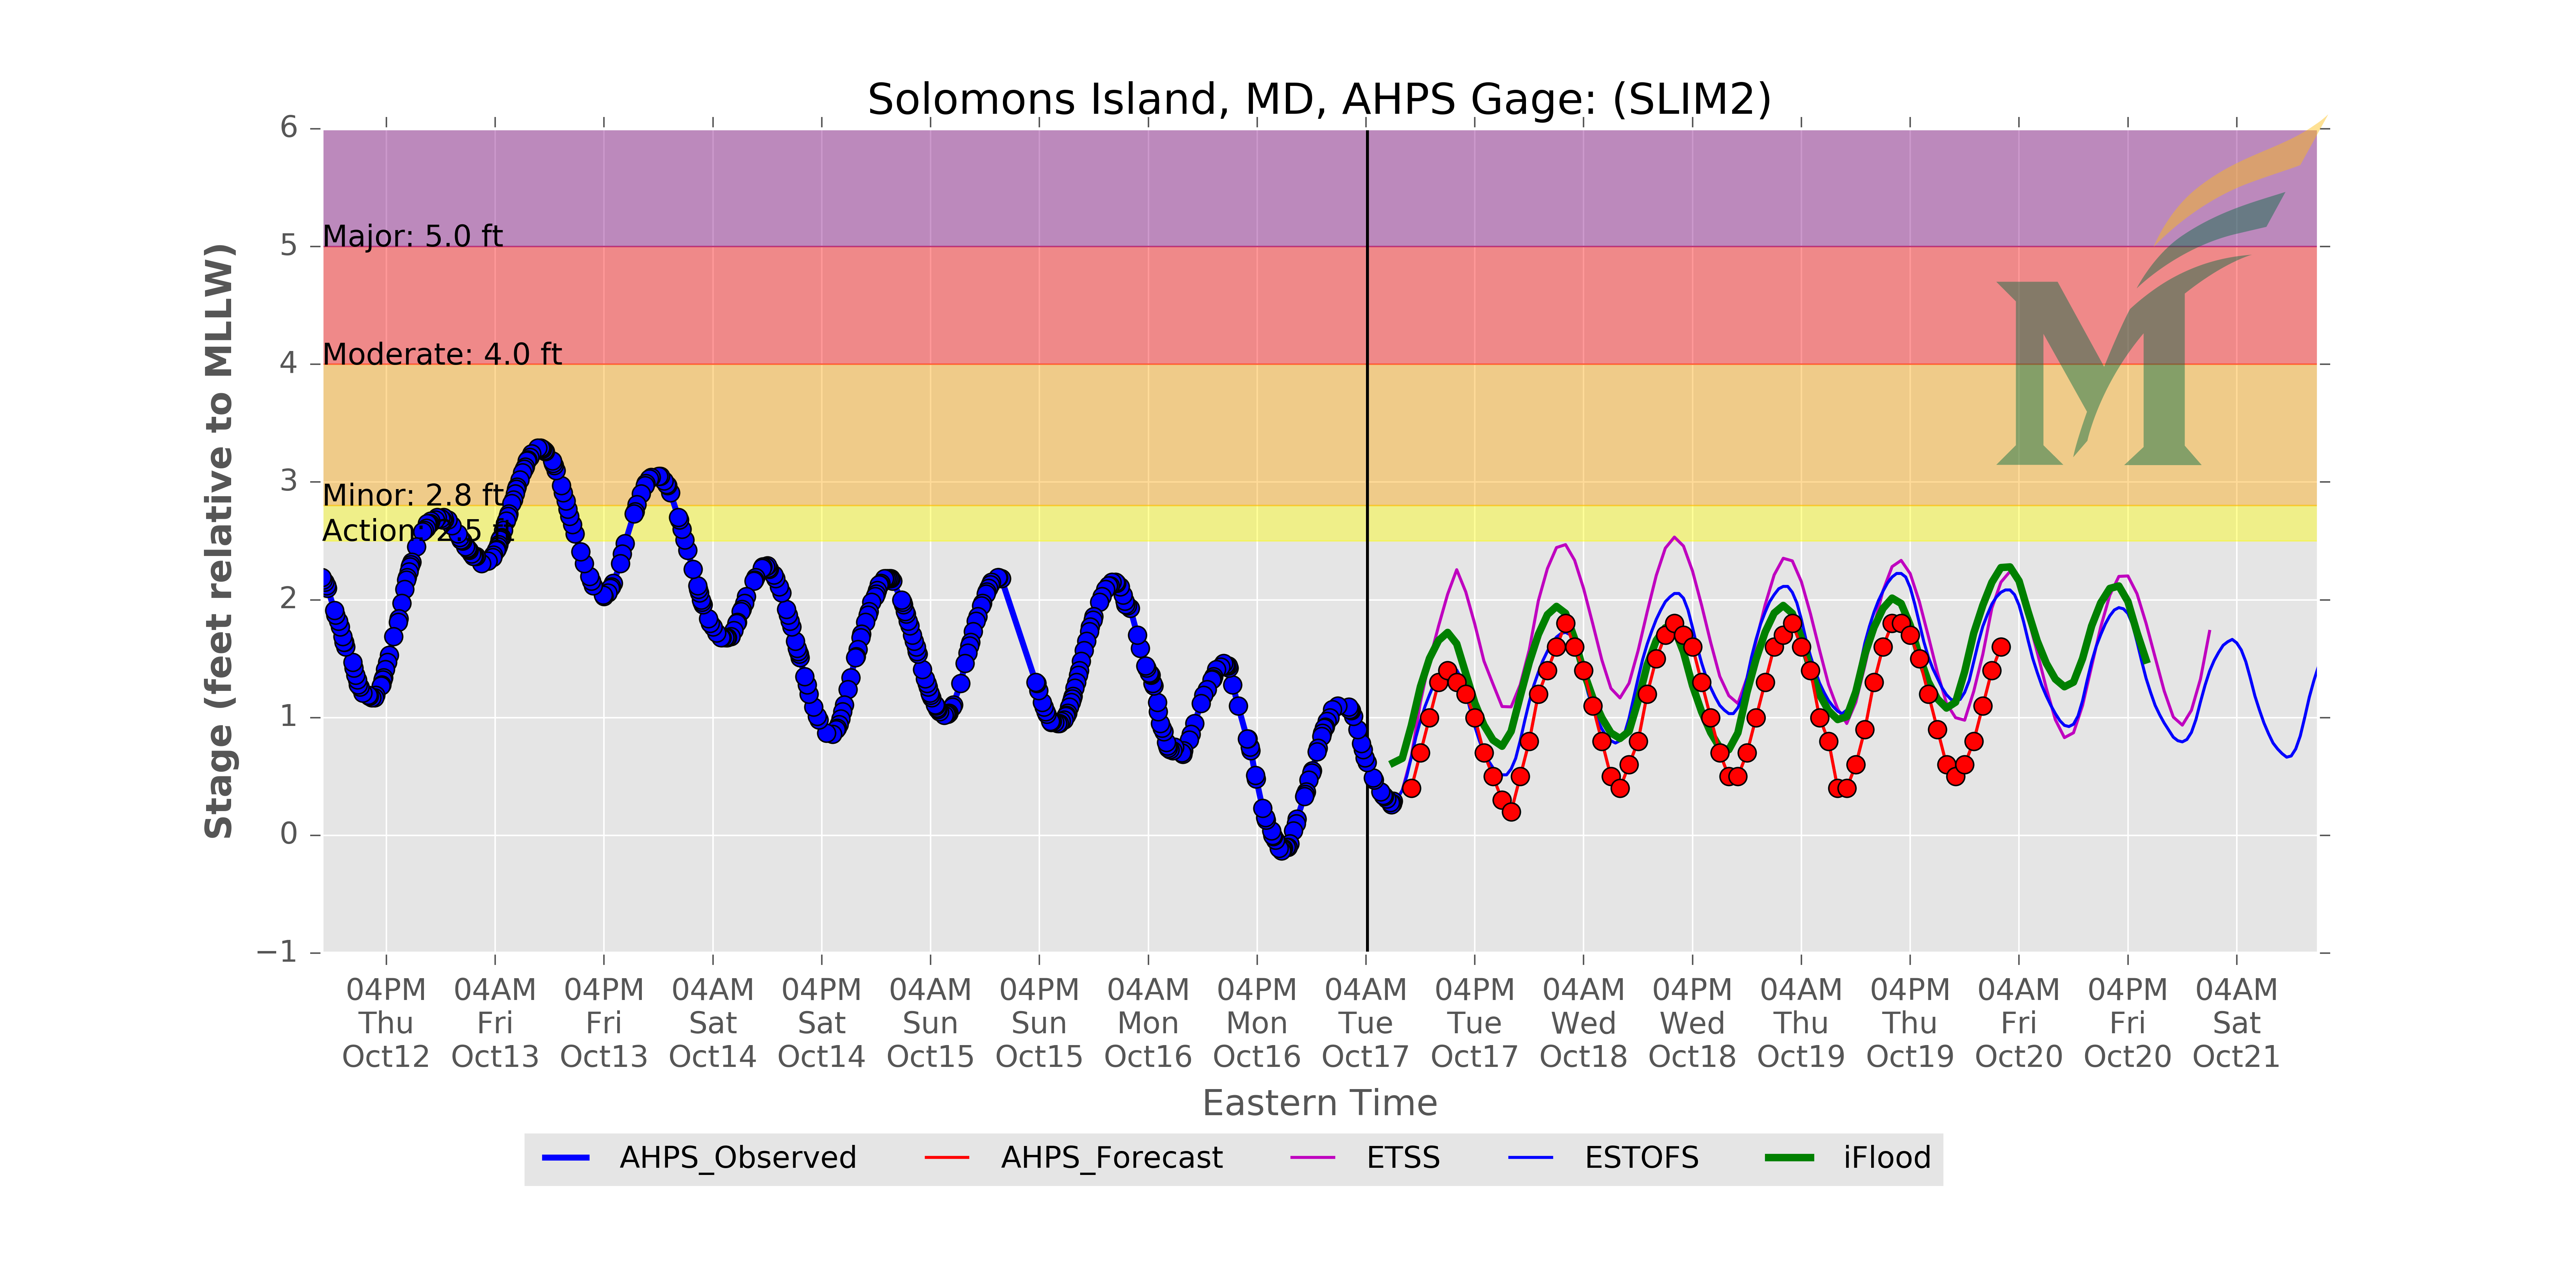 Solomons Island, MD, AHPS Gage: (SLIM2)
Stage (feet relative to MLLW)
6
5
4
3
2
1
0
−1
Major: 5.0 ft
Moderate: 4.0 ft
Minor: 2.8 ft
Action: 2.5 ft
M
04PM 04AM 04PM 04AM 04PM 04AM 04PM 04AM 04PM 04AM 04PM 04AM 04PM 04AM 04PM 04AM 04PM 04AM
Thu Fri Fri Sat Sat Sun Sun Mon Mon Tue Tue Wed Wed Thu Thu Fri Fri Sat
Oct12 Oct13 Oct13 Oct14 Oct14 Oct15 Oct15 Oct16 Oct16 Oct17 Oct17 Oct18 Oct18 Oct19 Oct19 Oct20 Oct20 Oct21
Eastern Time
AHPS_Observed AHPS_Forecast ETSS ESTOFS iFlood